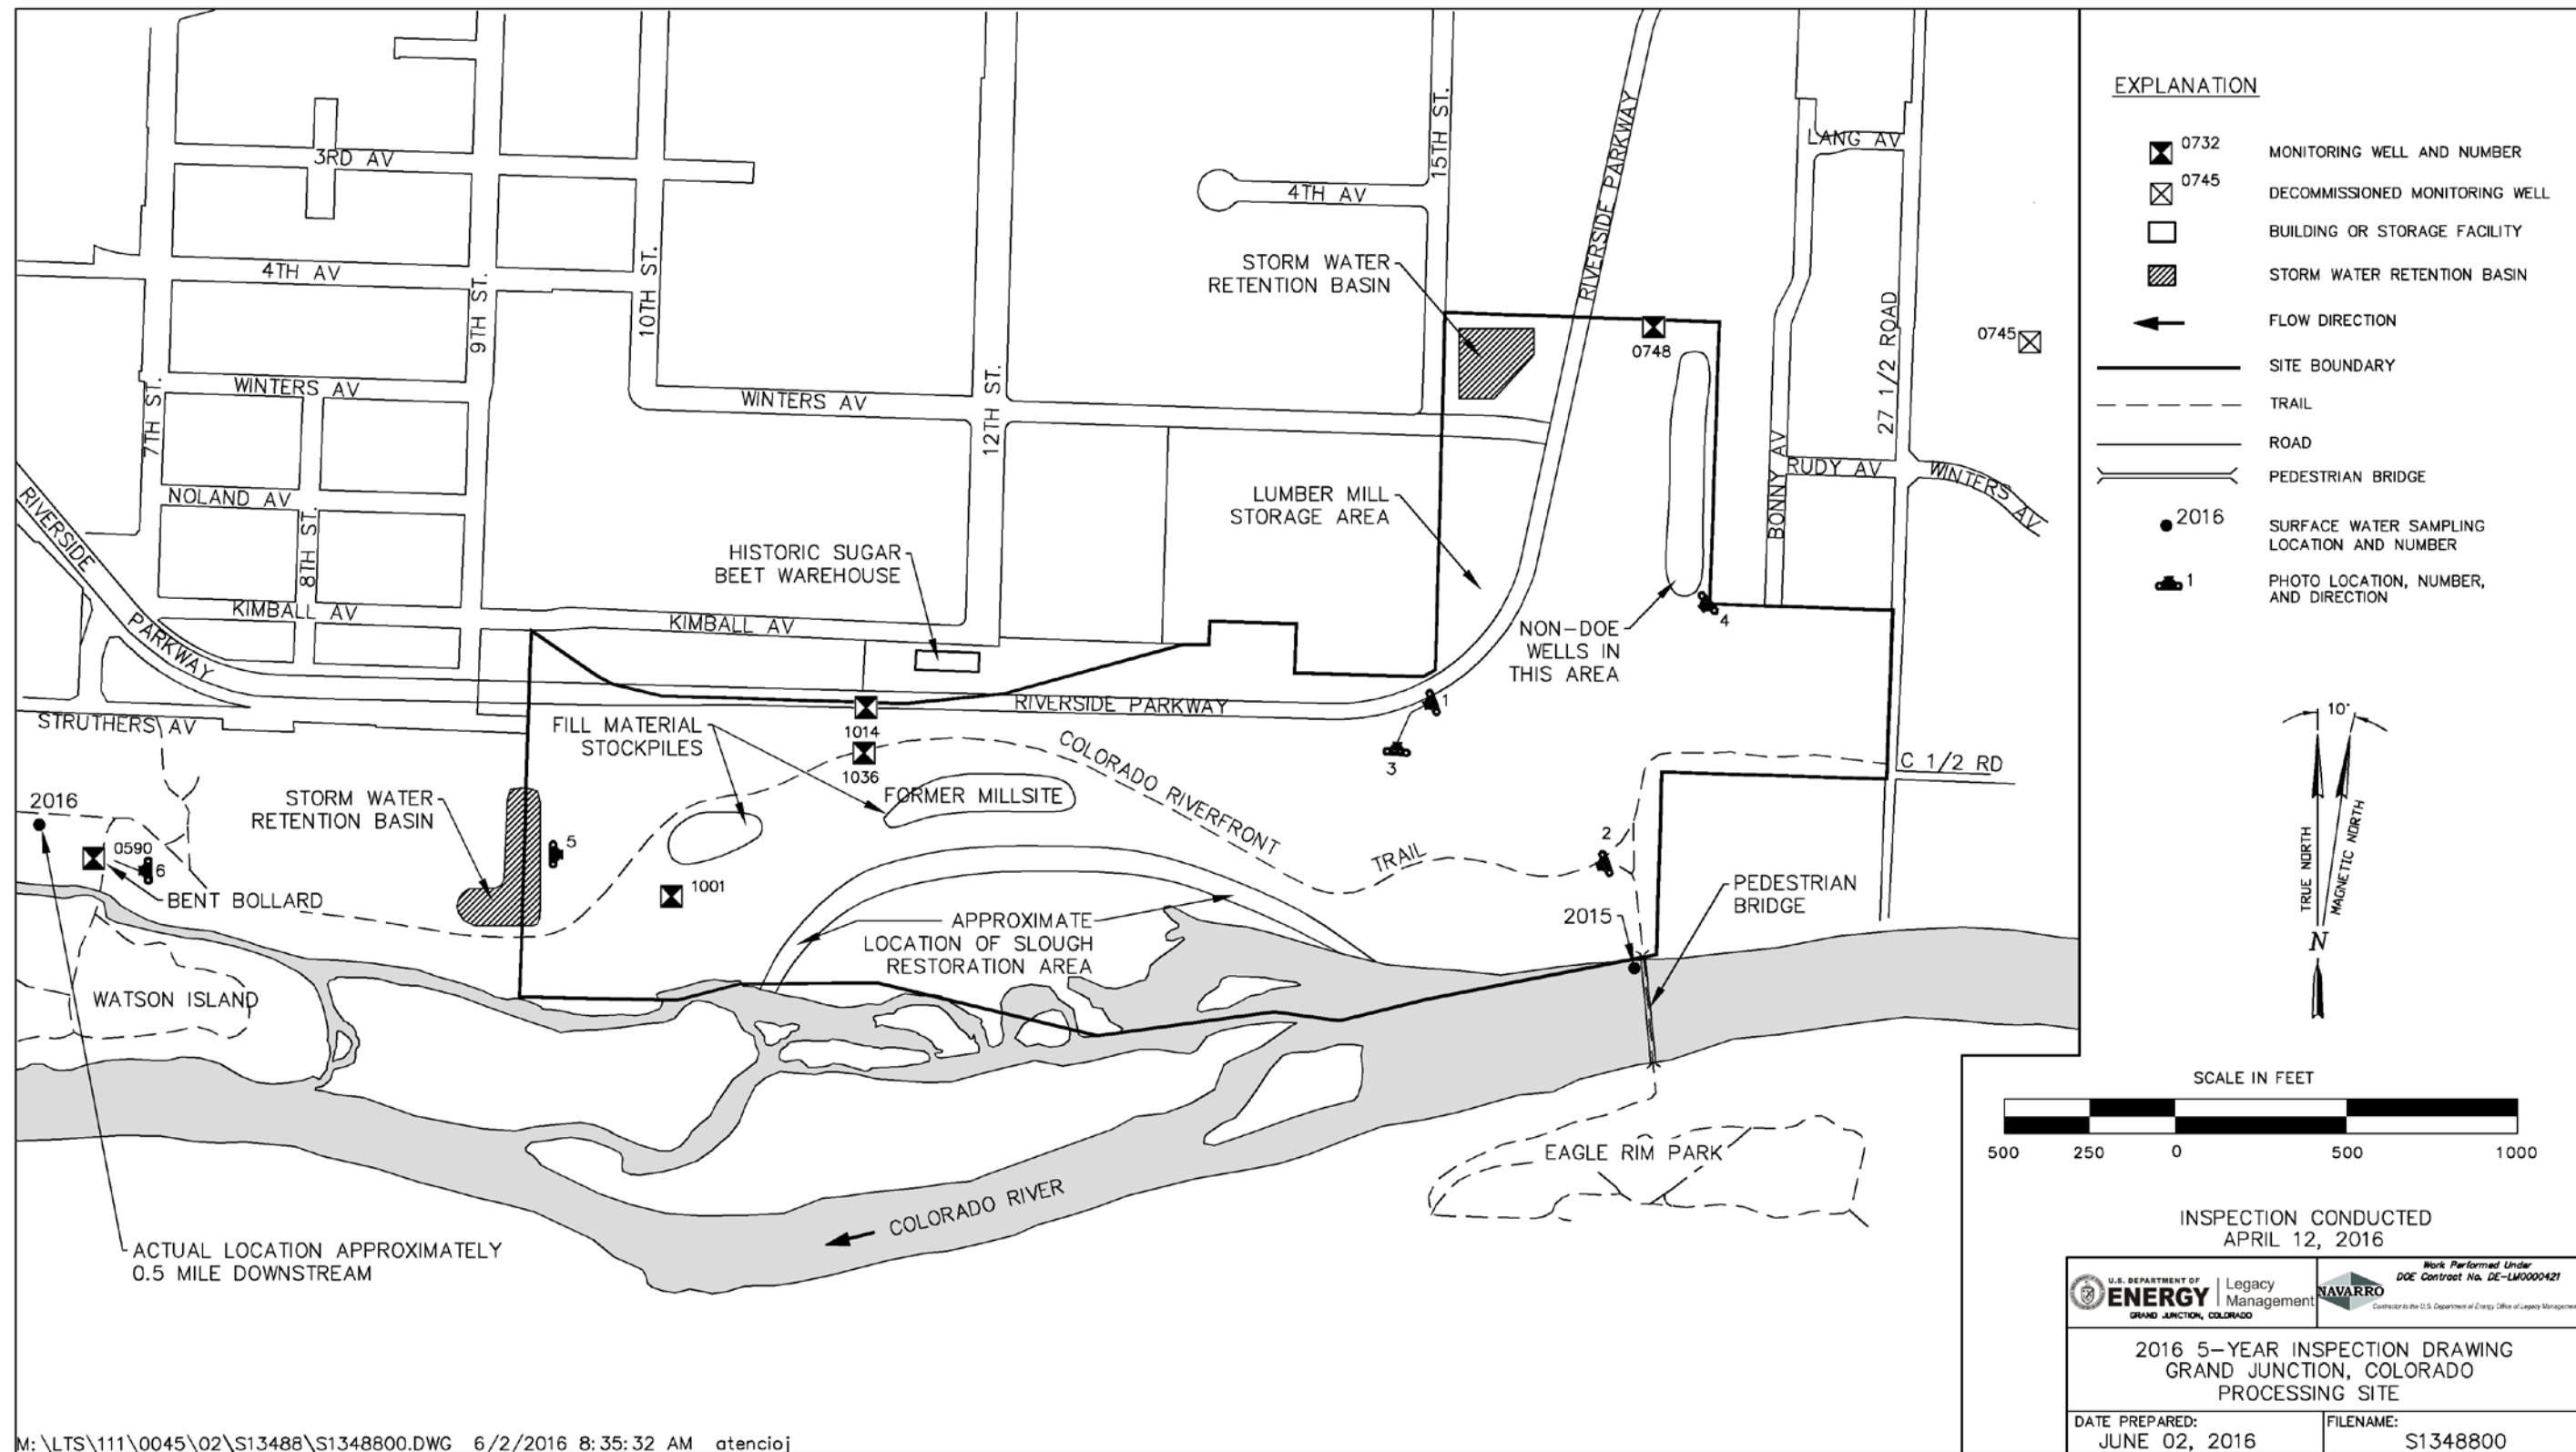 3RD AV
4TH AV
9TH ST.
10TH ST.
4TH AV
15TH ST.
RIVERSIDE PARKWAY
LANG AV
STORM WATER
RETENTION BASIN
0748
27 1/2 ROAD
0745
7TH ST.
WINTERS AV
WINTERS AV
12TH ST.
BONNY AV
RUDY AV
WINTERS AV
NOLAND AV
8TH ST.
LUMBER MILL
STORAGE AREA
HISTORIC SUGAR
BEET WAREHOUSE
RIVERSIDE
PARKWAY
KIMBALL AV
KIMBALL AV
NON-DOE
WELLS IN
THIS AREA
4
STRUTHERS AV
RIVERSIDE PARKWAY
1
FILL MATERIAL
STOCKPILES
1014
1036
COLORADO RIVERFRONT
TRAIL
3
C 1/2 RD
FORMER MILLSITE
2016
STORM WATER
RETENTION BASIN
0590
6
5
2
BENT BOLLARD
1001
APPROXIMATE
LOCATION OF SLOUGH
RESTORATION AREA
2015
PEDESTRIAN
BRIDGE
WATSON ISLAND
EAGLE RIM PARK
COLORADO RIVER
ACTUAL LOCATION APPROXIMATELY
0.5 MILE DOWNSTREAM
M:\LTS\111\0045\02\S13488\S1348800.DWG 6/2/2016 8:35:32 AM atencioj
EXPLANATION
0732 MONITORING WELL AND NUMBER
0745 DECOMMISSIONED MONITORING WELL
BUILDING OR STORAGE FACILITY
STORM WATER RETENTION BASIN
FLOW DIRECTION
SITE BOUNDARY
TRAIL
ROAD
PEDESTRIAN BRIDGE
2016 SURFACE WATER SAMPLING
LOCATION AND NUMBER
1 PHOTO LOCATION, NUMBER,
AND DIRECTION
10°
TRUE NORTH
MAGNETIC NORTH
N
SCALE IN FEET
500 250 0 500 1000
INSPECTION CONDUCTED
APRIL 12, 2016
U.S. DEPARTMENT OF
ENERGY
Legacy
Management
GRAND JUNCTION, COLORADO
NAVARRO
Work Performed Under
DOE Contract No. DE-LM0000421
Contractor to the U.S. Department of Energy Office of Legacy Management
2016 5-YEAR INSPECTION DRAWING
GRAND JUNCTION, COLORADO
PROCESSING SITE
DATE PREPARED:
JUNE 02, 2016
FILENAME:
S1348800